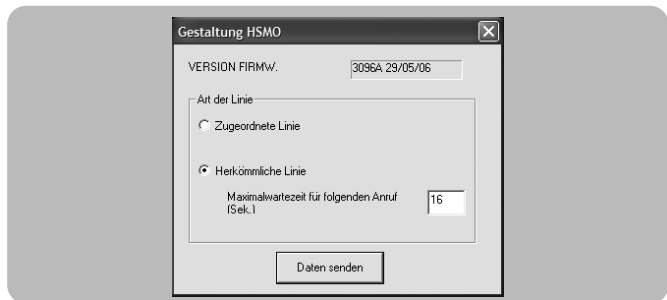 Gestaltung HSMO
VERSION FIRMW. 3096A 29/05/06
Art der Linie
Zugeordnete Linie
Herkömmliche Linie
Maximalwartezeit für folgenden Anruf
(Sek.) 16
Daten senden